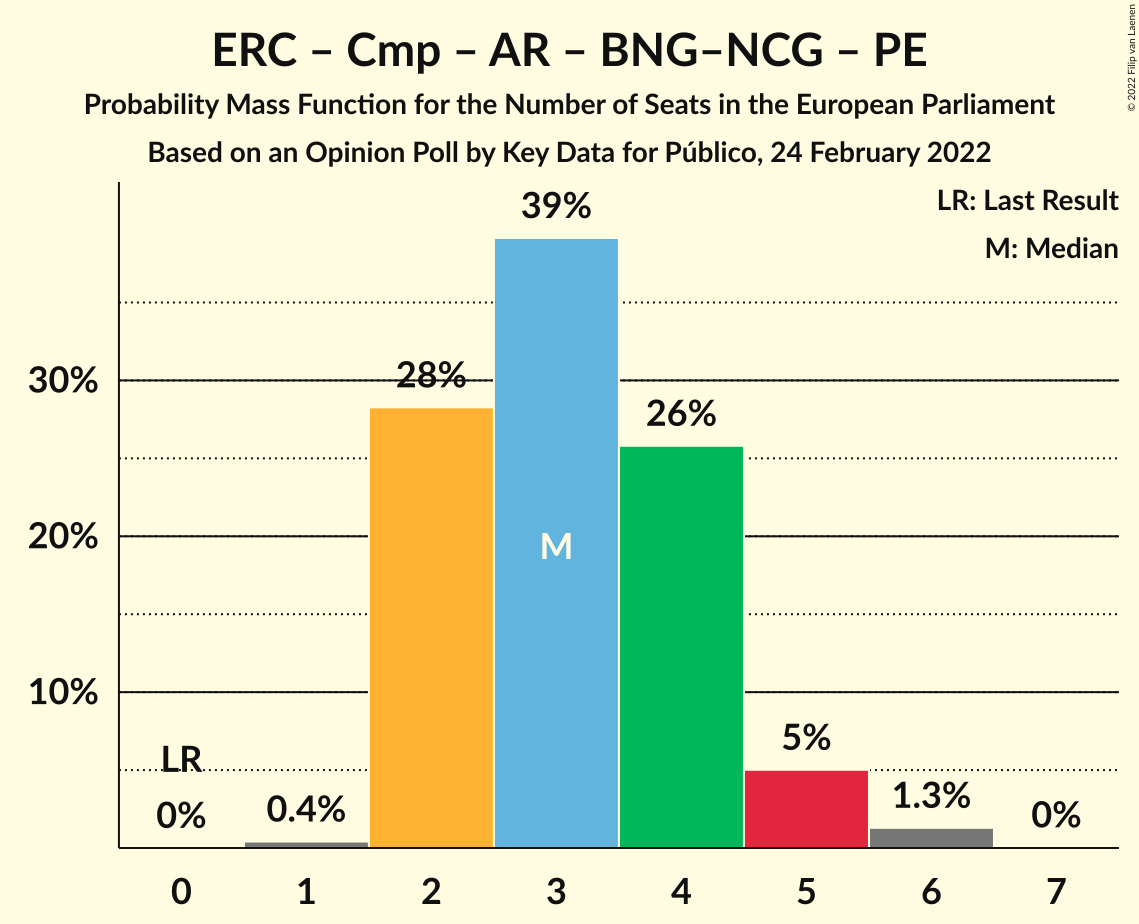 ERC – Cmp – AR – BNG–NCG – PE
Probability Mass Function for the Number of Seats in the European Parliament
Based on an Opinion Poll by Key Data for Público, 24 February 2022
© 2022 Filip van Laenen
LR: Last Result
M: Median
39%
30%
28%
26%
20%
M
10%
LR
5%
0%
0.4%
1.3%
0%
0 1 2 3 4 5 6 7